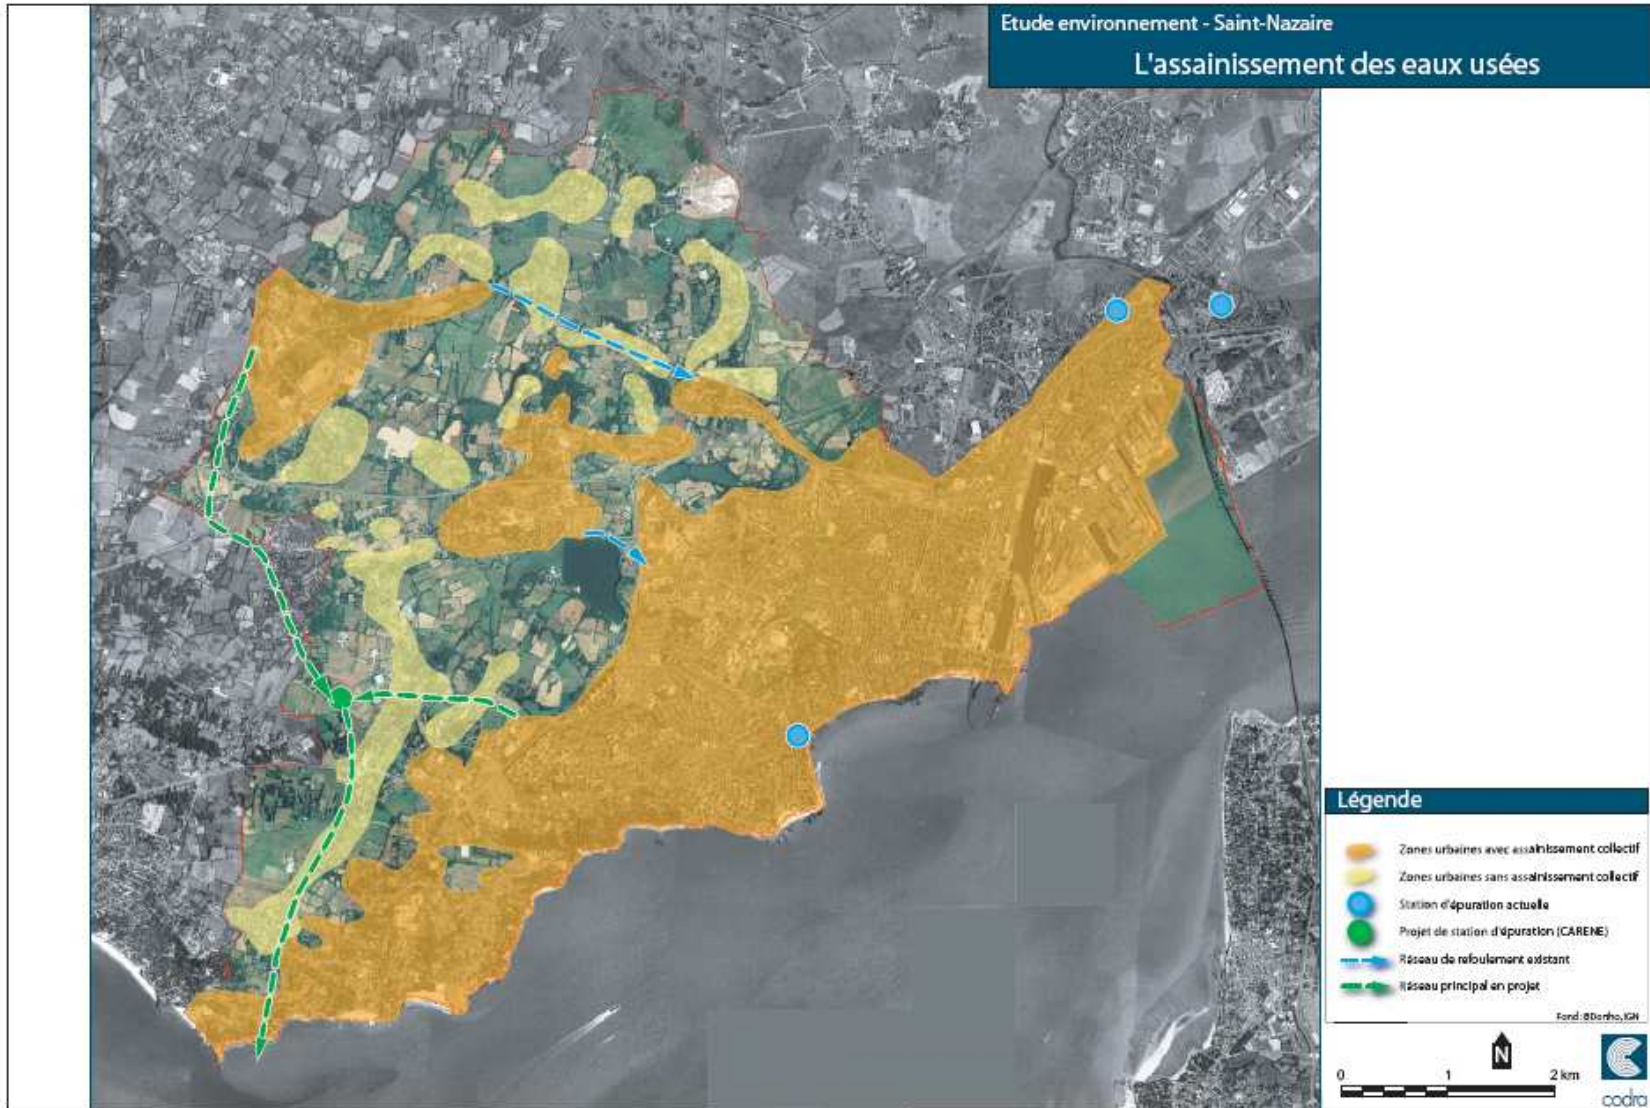 Etude environnement - Saint-Nazaire
L'assainissement des eaux usées
Légende
Zones urbaines avec assainissement collectif
Zones urbaines sans assainissement collectif
Station d'épuration actuelle
Projet de station d'épuration (CARENE)
Réseau de refoulement existant
Réseau principal en projet
Fond : BDortho, IGN
N
0 1 2 km
codra